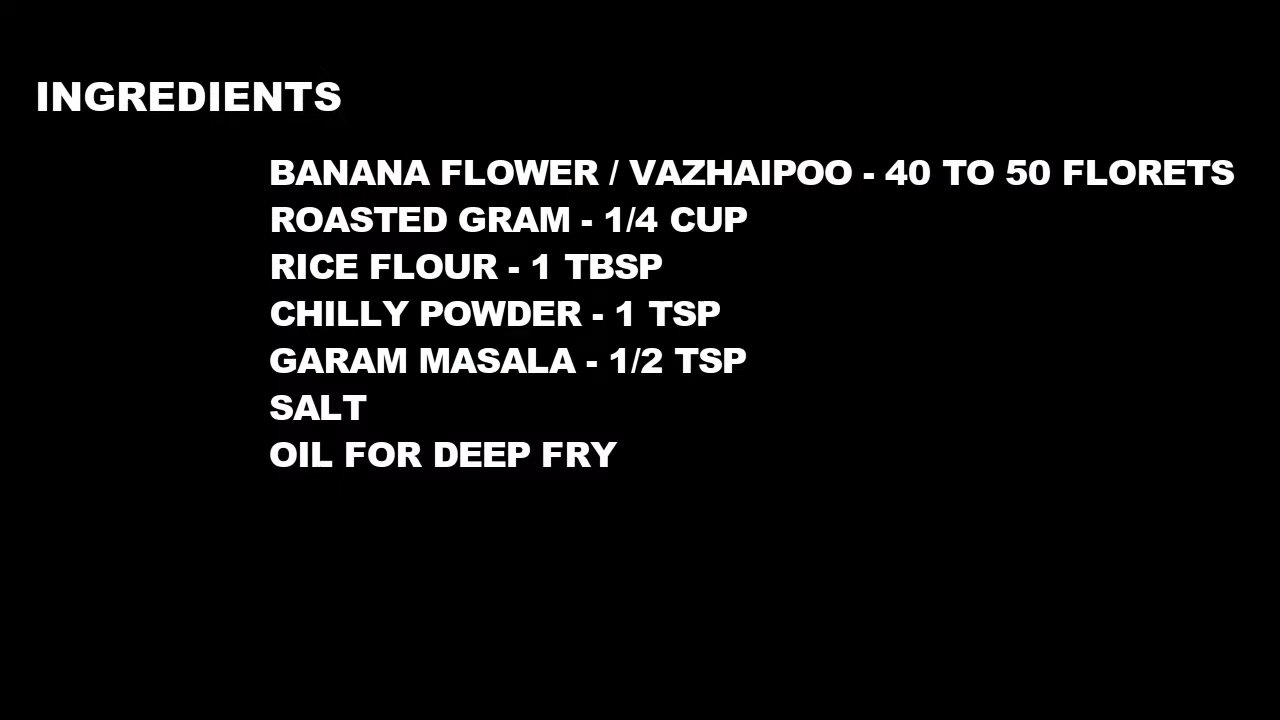 INGREDIENTS
BANANA FLOWER / VAZHAIPOO - 40 TO 50 FLORETS
ROASTED GRAM - 1/4 CUP
RICE FLOUR - 1 TBSP
CHILLY POWDER - 1 TSP
GARAM MASALA - 1/2 TSP
SALT
OIL FOR DEEP FRY